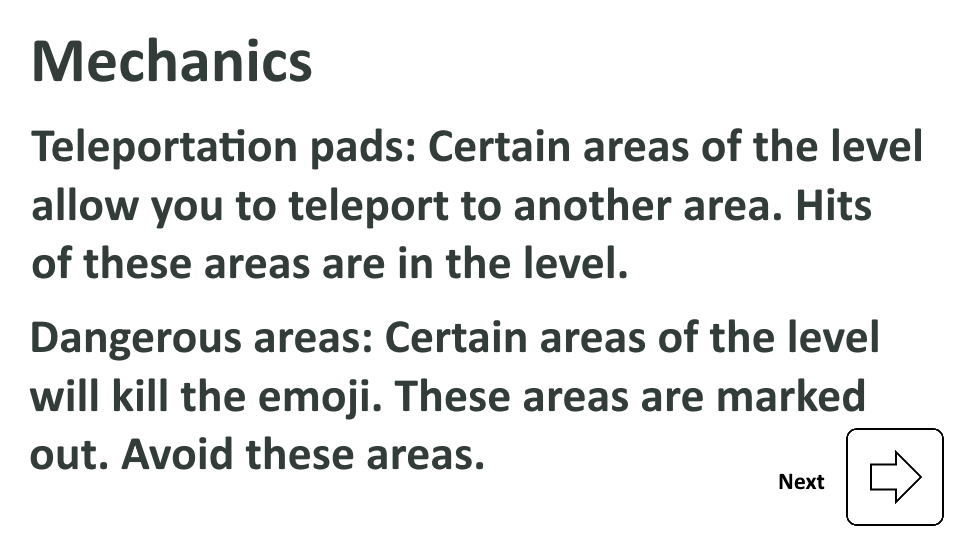 Mechanics
Teleportation pads: Certain areas of the level
allow you to teleport to another area. Hits
of these areas are in the level.
Dangerous areas: Certain areas of the level
will kill the emoji. These areas are marked
out. Avoid these areas.
Next